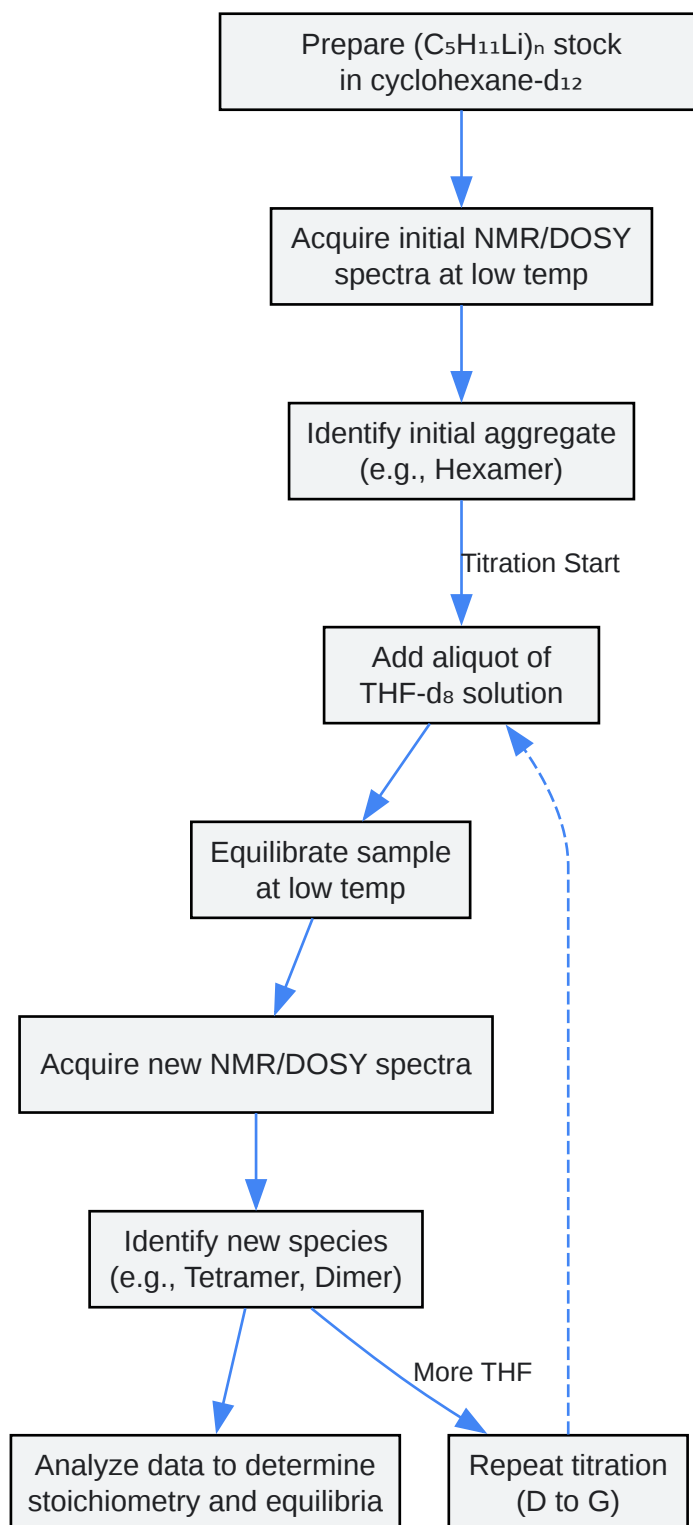 Prepare (C₅H₁₁Li)ₙ stock
in cyclohexane-d₁₂
Acquire initial NMR/DOSY
spectra at low temp
Identify initial aggregate
(e.g., Hexamer)
Titration Start
Add aliquot of
THF-d₈ solution
Equilibrate sample
at low temp
Acquire new NMR/DOSY spectra
Identify new species
(e.g., Tetramer, Dimer)
More THF
Analyze data to determine
stoichiometry and equilibria
Repeat titration
(D to G)